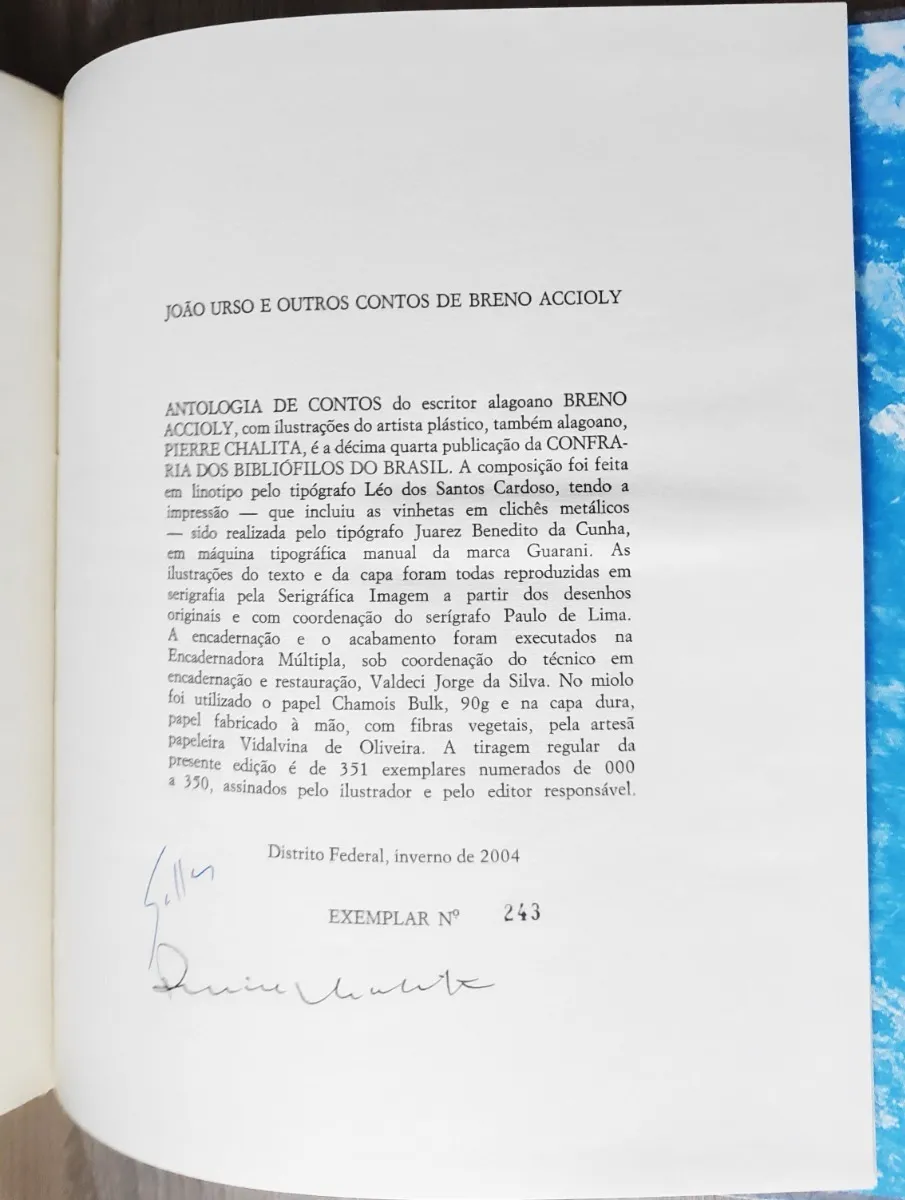 JOÃO URSO E OUTROS CONTOS DE BRENO ACCIOLY
ANTOLOGIA DE CONTOS do escritor alagoano BRENO
ACCIOLY, com ilustrações do artista plástico, também alagoano,
PIERRE CHALITA, é a décima quarta publicação da CONFRA-
RIA DOS BIBLIÓFILOS DO BRASIL. A composição foi feita
em linotipo pelo tipógrafo Léo dos Santos Cardoso, tendo a
impressão — que incluiu as vinhetas em clichês metálicos
— sido realizada pelo tipógrafo Juarez Benedito da Cunha,
em máquina tipográfica manual da marca Guarani. As
ilustrações do texto e da capa foram todas reproduzidas em
serigrafia pela Serigráfica Imagem a partir dos desenhos
originais e com coordenação do serígrafo Paulo de Lima.
A encadernação e o acabamento foram executados na
Encadernadora Múltipla, sob coordenação do técnico em
encadernação e restauração, Valdeci Jorge da Silva. No miolo
foi utilizado o papel Chamois Bulk, 90g e na capa dura,
papel fabricado à mão, com fibras vegetais, pela artesã
papeleira Vidalvina de Oliveira. A tiragem regular da
presente edição é de 351 exemplares numerados de 000
a 350, assinados pelo ilustrador e pelo editor responsável.
Distrito Federal, inverno de 2004
EXEMPLAR Nº 243
Pierre Chalita